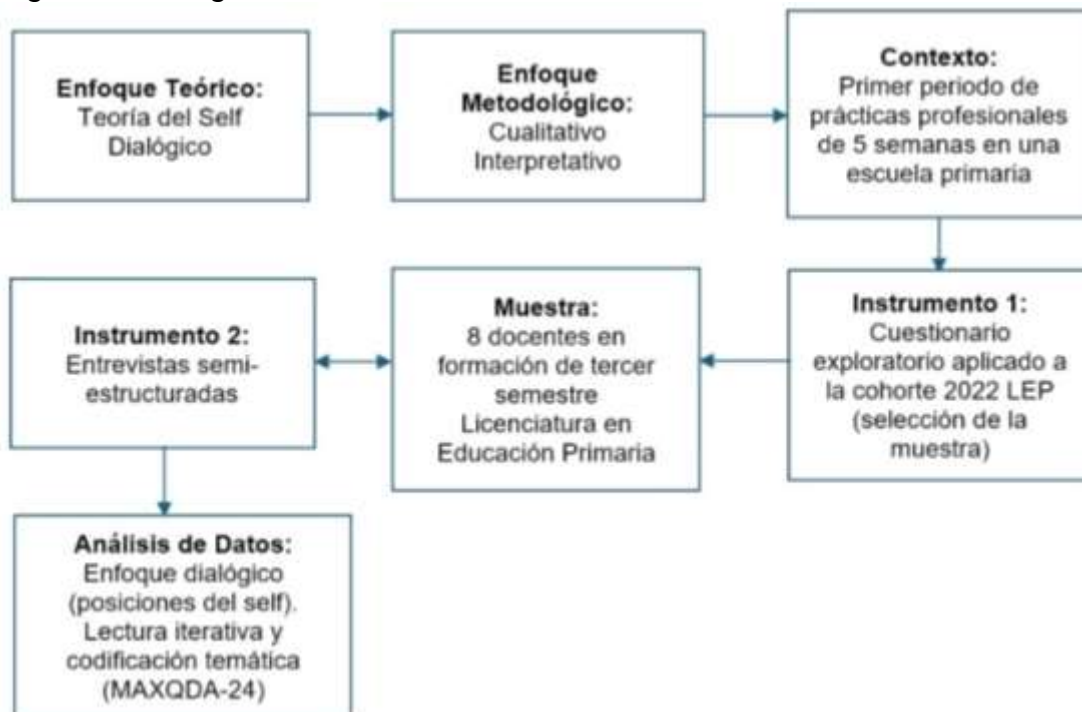 Enfoque Teórico:
Teoría del Self
Dialógico
Enfoque
Metodológico:
Cualitativo
Interpretativo
Contexto:
Primer periodo de
prácticas profesionales
de 5 semanas en una
escuela primaria
Instrumento 1:
Cuestionario
exploratorio aplicado a
la cohorte 2022 LEP
(selección de la
muestra)
Muestra:
8 docentes en
formación de tercer
semestre
Licenciatura en
Educación Primaria
Instrumento 2:
Entrevistas semi-
estructuradas
Análisis de Datos:
Enfoque dialógico
(posiciones del self).
Lectura iterativa y
codificación temática
(MAXQDA-24)